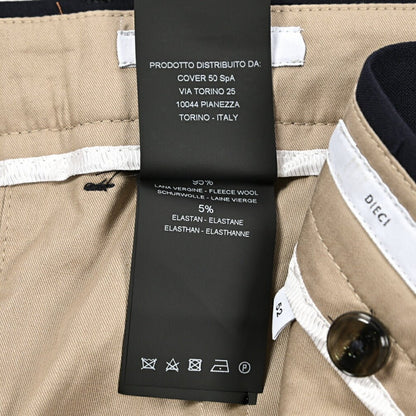 PRODOTTO DISTRIBUITO DA:
COVER 50 SpA
VIA TORINO 25
10044 PIANEZZA
TORINO - ITALY
95%
LANA VERGINE - FLEECE WOOL
SCHURWOLLE - LAINE VIERGE
5%
ELASTAN - ELASTANE
ELASTHAN - ELASTHANNE
DIECI